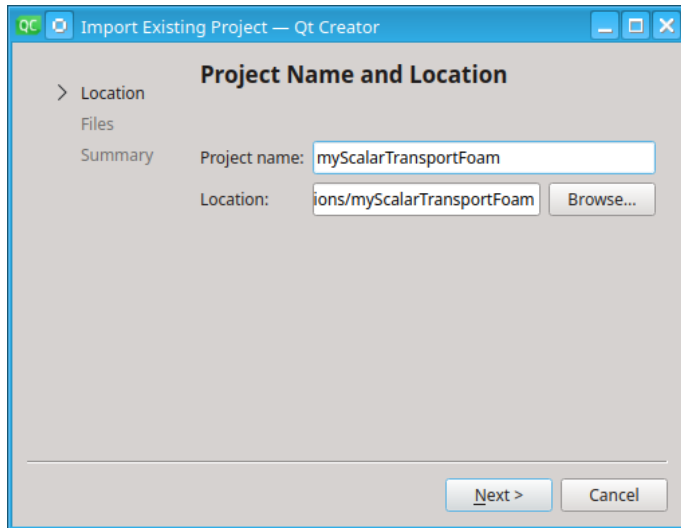 QC Import Existing Project — Qt Creator
Project Name and Location
Location
Files
Summary
Project name: myScalarTransportFoam
Location: ions/myScalarTransportFoam Browse...
Next > Cancel